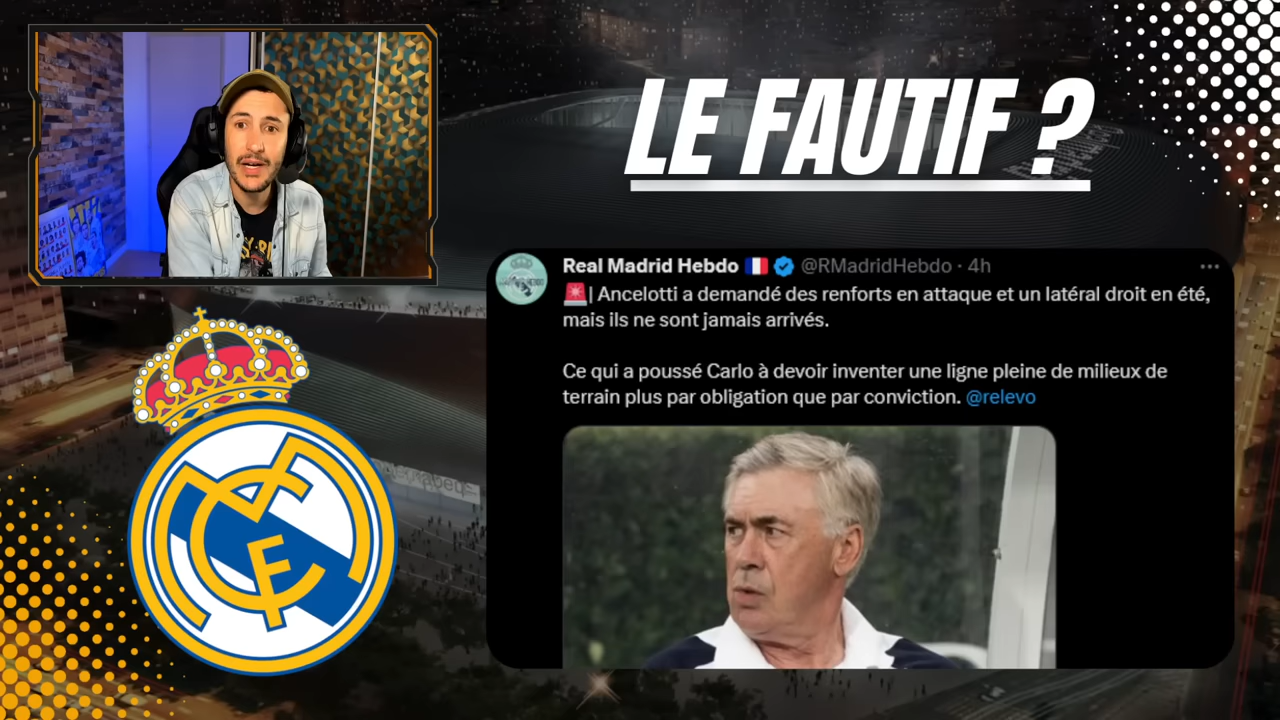 LE FAUTIF ?
Real Madrid Hebdo 🇫🇷 @RMadridHebdo · 4h
🚨| Ancelotti a demandé des renforts en attaque et un latéral droit en été,
mais ils ne sont jamais arrivés.
Ce qui a poussé Carlo à devoir inventer une ligne pleine de milieux de
terrain plus par obligation que par conviction. @relevo